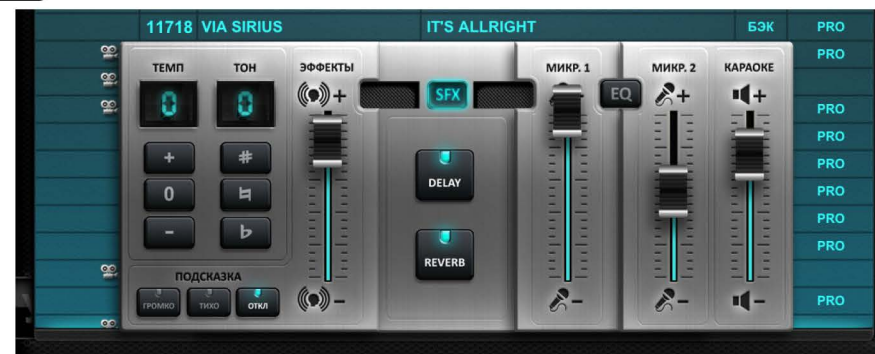 11718 VIA SIRIUS IT'S ALLRIGHT БЭК PRO
PRO
ТЕМП ТОН ЭФФЕКТЫ МИКР. 1 МИКР. 2 КАРАОКЕ
0 0 + SFX EQ + +
PRO
PRO
+ # PRO
DELAY
0 ♮ PRO
PRO
- ♭ PRO
REVERB
ПОДСКАЗКА
ГРОМКО ТИХО ОТКЛ - - - - PRO